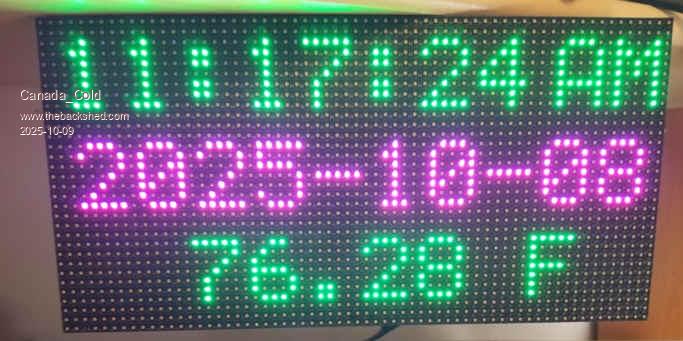 11:17:24 AM
Canada_Cold
www.thebackshed.com
2025-10-09
2025-10-08
76.28 F